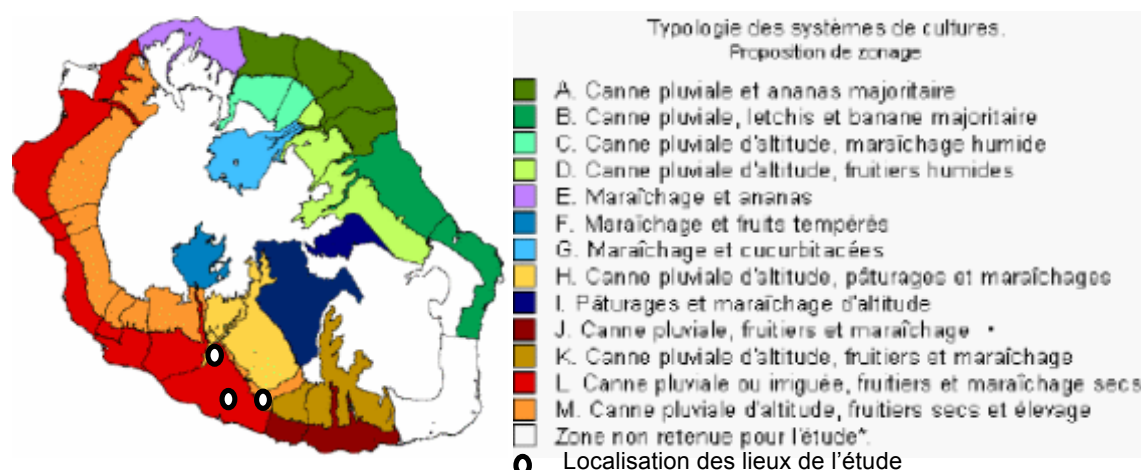 Typologie des systèmes de cultures.
Proposition de zonage
A. Canne pluviale et ananas majoritaire
B. Canne pluviale, letchis et banane majoritaire
C. Canne pluviale d'altitude, maraîchage humide
D. Canne pluviale d'altitude, fruitiers humides
E. Maraîchage et ananas
F. Maraîchage et fruits tempérés
G. Maraîchage et cucurbitacées
H. Canne pluviale d'altitude, pâturages et maraîchages
I. Pâturages et maraîchage d'altitude
J. Canne pluviale, fruitiers et maraîchage •
K. Canne pluviale d'altitude, fruitiers et maraîchage
L. Canne pluviale ou irriguée, fruitiers et maraîchage secs
M. Canne pluviale d'altitude, fruitiers secs et élevage
Zone non retenue pour l'étude*.
Localisation des lieux de l'étude